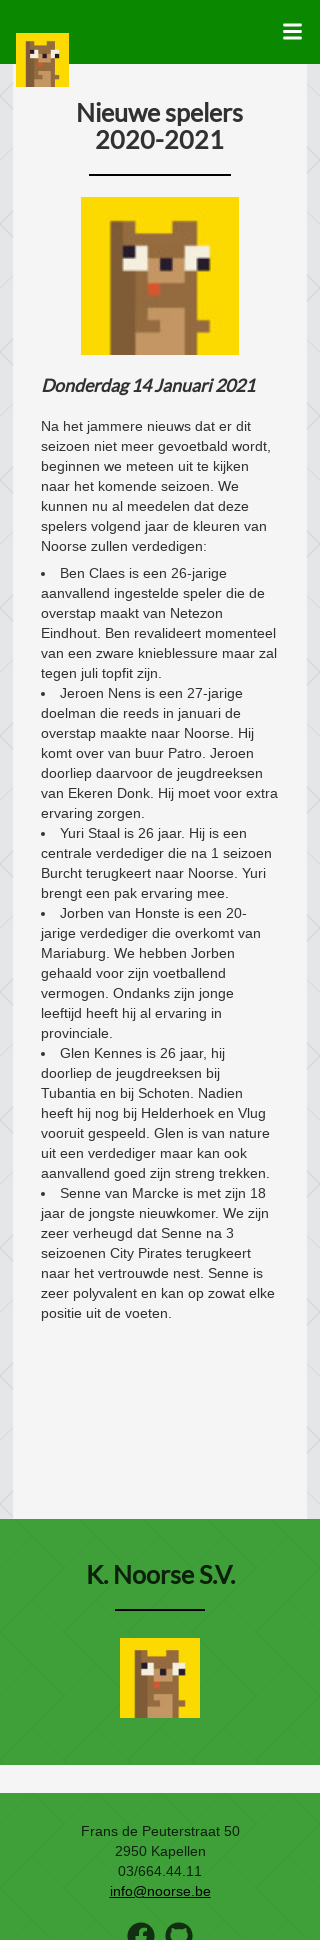 Nieuwe spelers
2020-2021
Donderdag 14 Januari 2021
Na het jammere nieuws dat er dit
seizoen niet meer gevoetbald wordt,
beginnen we meteen uit te kijken
naar het komende seizoen. We
kunnen nu al meedelen dat deze
spelers volgend jaar de kleuren van
Noorse zullen verdedigen:
• Ben Claes is een 26-jarige
aanvallend ingestelde speler die de
overstap maakt van Netezon
Eindhout. Ben revalideert momenteel
van een zware knieblessure maar zal
tegen juli topfit zijn.
• Jeroen Nens is een 27-jarige
doelman die reeds in januari de
overstap maakte naar Noorse. Hij
komt over van buur Patro. Jeroen
doorliep daarvoor de jeugdreeksen
van Ekeren Donk. Hij moet voor extra
ervaring zorgen.
• Yuri Staal is 26 jaar. Hij is een
centrale verdediger die na 1 seizoen
Burcht terugkeert naar Noorse. Yuri
brengt een pak ervaring mee.
• Jorben van Honste is een 20-
jarige verdediger die overkomt van
Mariaburg. We hebben Jorben
gehaald voor zijn voetballend
vermogen. Ondanks zijn jonge
leeftijd heeft hij al ervaring in
provinciale.
• Glen Kennes is 26 jaar, hij
doorliep de jeugdreeksen bij
Tubantia en bij Schoten. Nadien
heeft hij nog bij Helderhoek en Vlug
vooruit gespeeld. Glen is van nature
uit een verdediger maar kan ook
aanvallend goed zijn streng trekken.
• Senne van Marcke is met zijn 18
jaar de jongste nieuwkomer. We zijn
zeer verheugd dat Senne na 3
seizoenen City Pirates terugkeert
naar het vertrouwde nest. Senne is
zeer polyvalent en kan op zowat elke
positie uit de voeten.
K. Noorse S.V.
Frans de Peuterstraat 50
2950 Kapellen
03/664.44.11
info@noorse.be